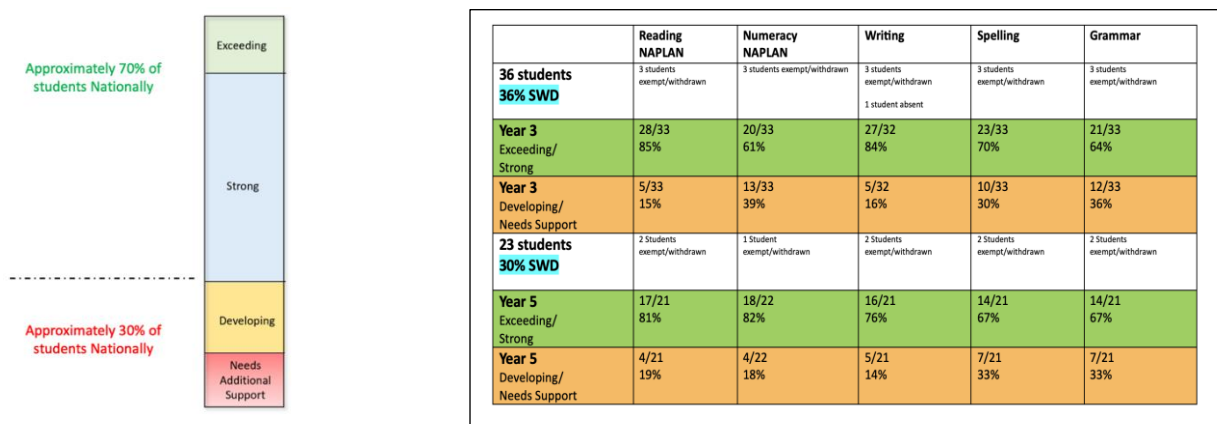 Exceeding
Approximately 70% of
students Nationally
Strong
Developing
Approximately 30% of
students Nationally
Needs
Additional
Support
Reading NAPLAN
Numeracy NAPLAN
Writing
Spelling
Grammar
36 students
36% SWD
3 students exempt/withdrawn
3 students exempt/withdrawn
3 students exempt/withdrawn
1 student absent
3 students exempt/withdrawn
3 students exempt/withdrawn
Year 3
Exceeding/
Strong
28/33
85%
20/33
61%
27/32
84%
23/33
70%
21/33
64%
Year 3
Developing/
Needs Support
5/33
15%
13/33
39%
5/32
16%
10/33
30%
12/33
36%
23 students
30% SWD
2 Students exempt/withdrawn
1 Student exempt/withdrawn
2 Students exempt/withdrawn
2 Students exempt/withdrawn
2 Students exempt/withdrawn
Year 5
Exceeding/
Strong
17/21
81%
18/22
82%
16/21
76%
14/21
67%
14/21
67%
Year 5
Developing/
Needs Support
4/21
19%
4/22
18%
5/21
14%
7/21
33%
7/21
33%